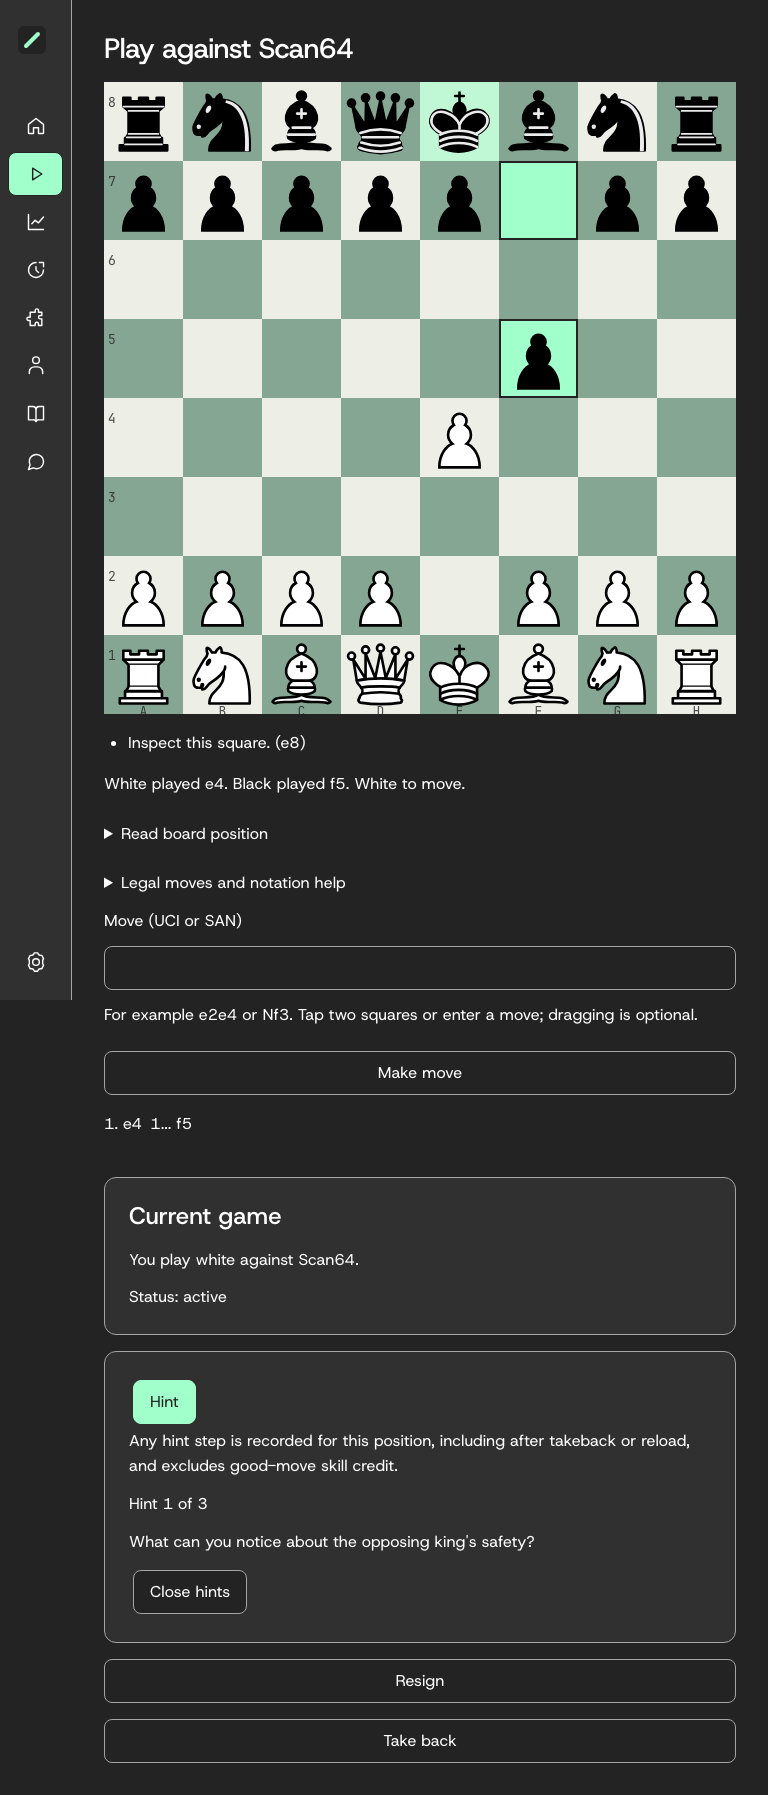 Play against Scan64
8
7
6
5
4
3
2
1
A B C D E F G H
Inspect this square. (e8)
White played e4. Black played f5. White to move.
Read board position
Legal moves and notation help
Move (UCI or SAN)
For example e2e4 or Nf3. Tap two squares or enter a move; dragging is optional.
Make move
1. e4 1... f5
Current game
You play white against Scan64.
Status: active
Hint
Any hint step is recorded for this position, including after takeback or reload,
and excludes good-move skill credit.
Hint 1 of 3
What can you notice about the opposing king's safety?
Close hints
Resign
Take back